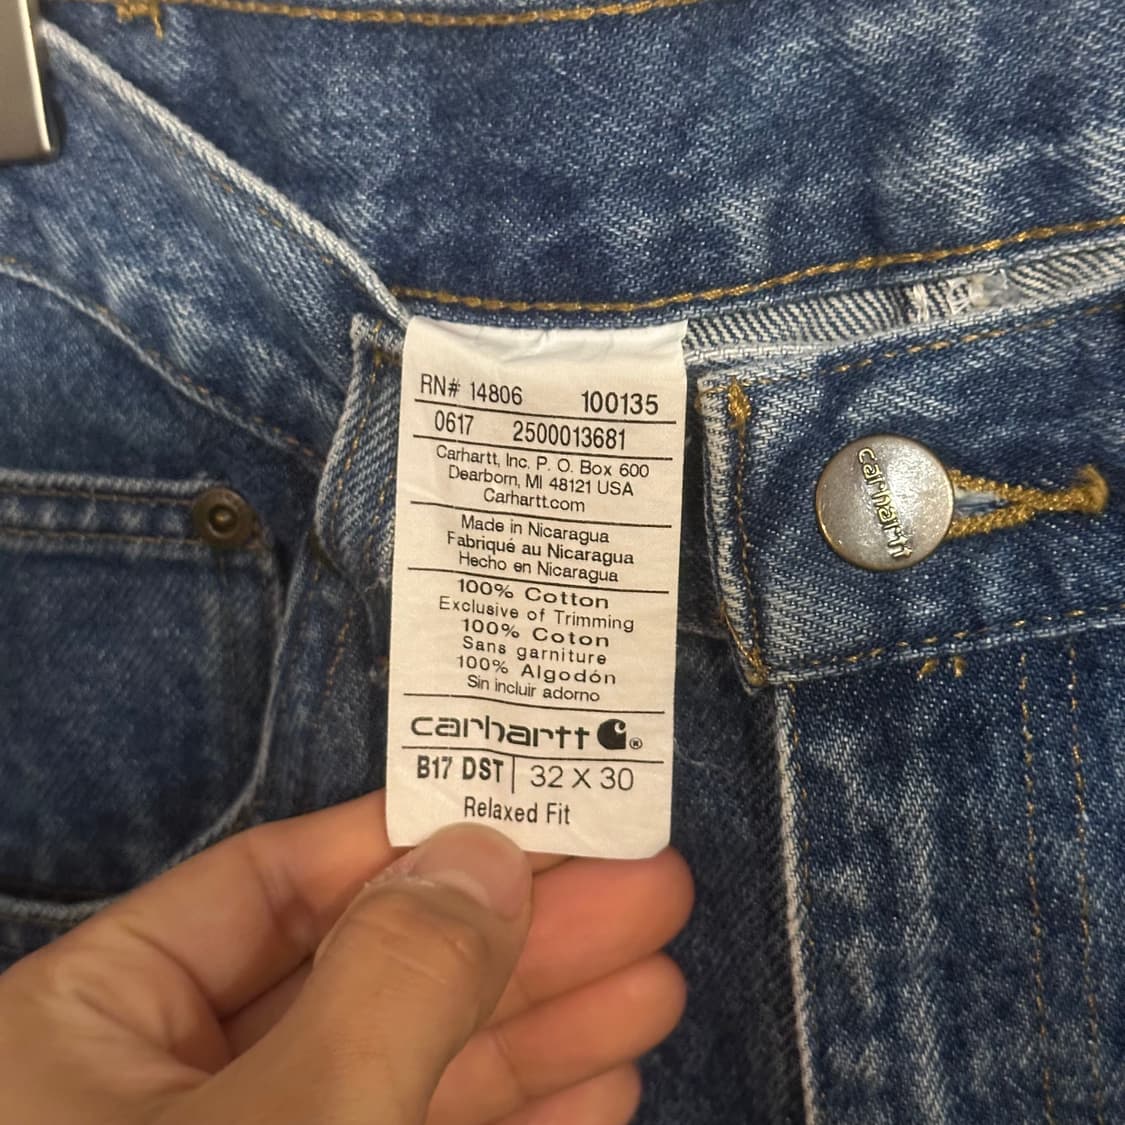 RN# 14806 100135
0617 2500013681
Carhartt, Inc. P. O. Box 600
Dearborn, MI 48121 USA
Carhartt.com
Made in Nicaragua
Fabriqué au Nicaragua
Hecho en Nicaragua
100% Cotton
Exclusive of Trimming
100% Coton
Sans garniture
100% Algodón
Sin incluir adorno
carhartt ®
B17 DST | 32 X 30
Relaxed Fit
carhartt